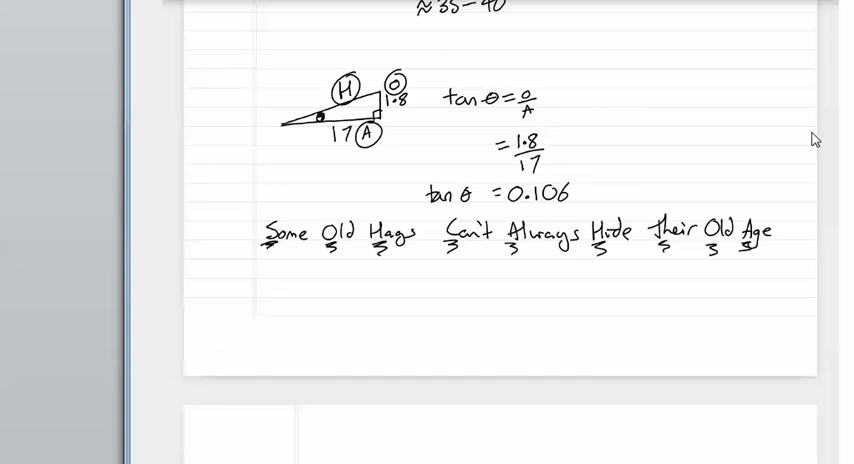 ≈ 35-40
H O
1.8
θ
17 A
tan θ = O/A
= 1.8/17
tan θ = 0.106
Some Old Hags Can't Always Hide Their Old Age